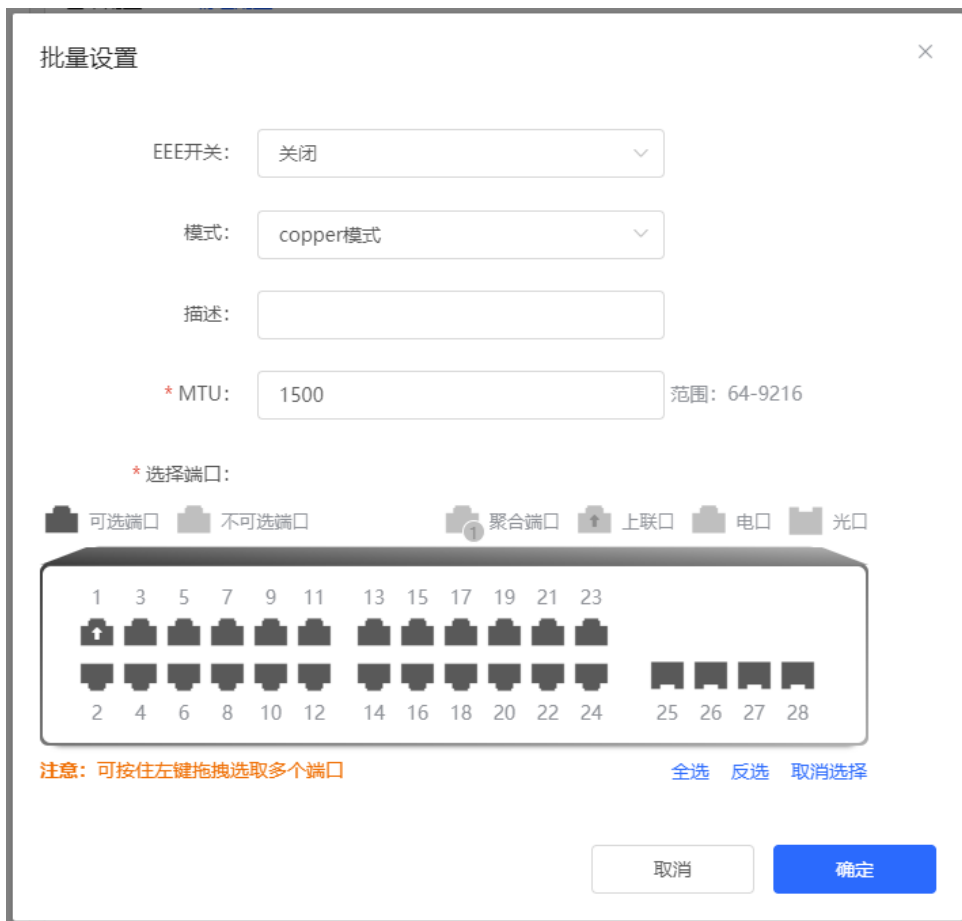 批量设置
EEE开关：
关闭
模式：
copper模式
描述：
* MTU：
1500
范围：64-9216
* 选择端口：
可选端口 不可选端口 1 聚合端口 上联口 电口 光口
1 3 5 7 9 11 13 15 17 19 21 23
2 4 6 8 10 12 14 16 18 20 22 24 25 26 27 28
注意：可按住左键拖拽选取多个端口
全选 反选 取消选择
取消 确定